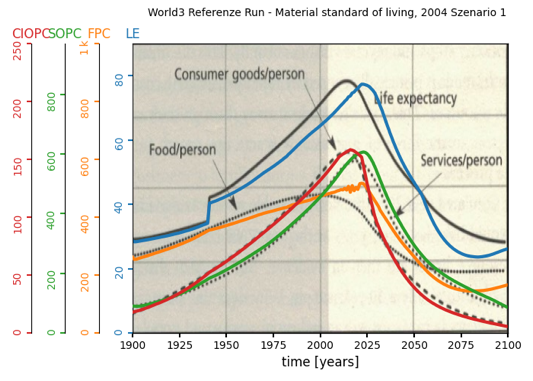 World3 Referenze Run - Material standard of living, 2004 Szenario 1
CIOPC SOPC FPC LE
250 200 150 100 50 0
800 600 400 200 0
1k 800 600 400 200 0
80 60 40 20 0
Consumer goods/person
Life expectancy
Food/person
Services/person
1900 1925 1950 1975 2000 2025 2050 2075 2100
time [years]